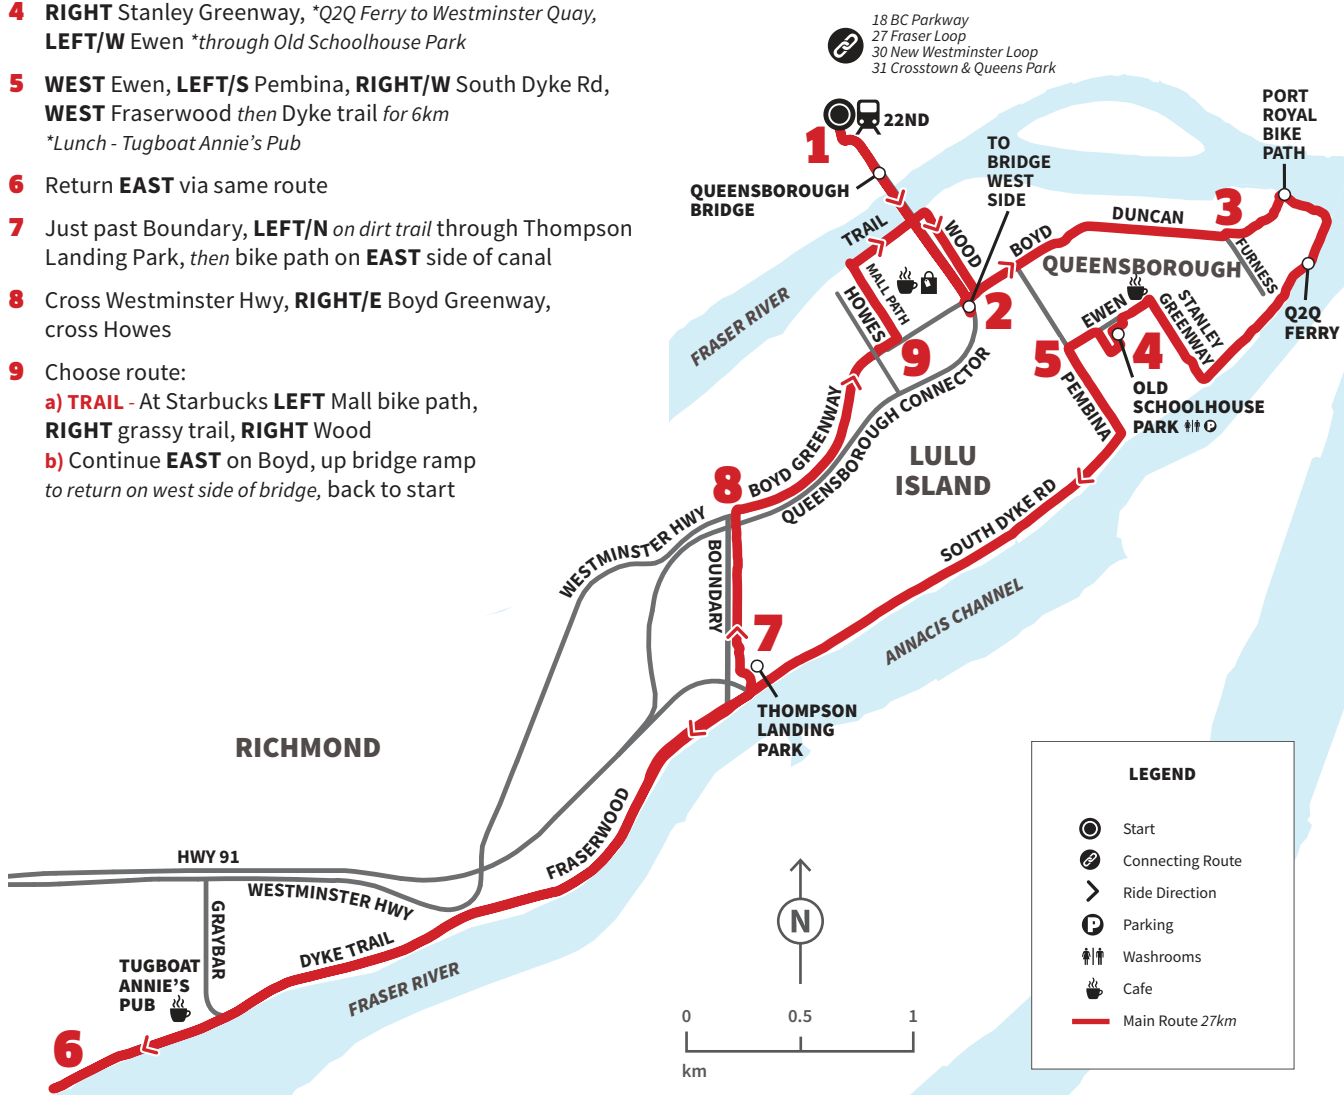 4 RIGHT Stanley Greenway, *Q2Q Ferry to Westminster Quay,
LEFT/W Ewen *through Old Schoolhouse Park
5 WEST Ewen, LEFT/S Pembina, RIGHT/W South Dyke Rd,
WEST Fraserwood then Dyke trail for 6km
*Lunch - Tugboat Annie's Pub
6 Return EAST via same route
7 Just past Boundary, LEFT/N on dirt trail through Thompson
Landing Park, then bike path on EAST side of canal
8 Cross Westminster Hwy, RIGHT/E Boyd Greenway,
cross Howes
9 Choose route:
a) TRAIL - At Starbucks LEFT Mall bike path,
RIGHT grassy trail, RIGHT Wood
b) Continue EAST on Boyd, up bridge ramp
to return on west side of bridge, back to start
18 BC Parkway
27 Fraser Loop
30 New Westminster Loop
31 Crosstown & Queens Park
22ND
1
QUEENSBOROUGH
BRIDGE
TO
BRIDGE
WEST
SIDE
PORT
ROYAL
BIKE
PATH
3
DUNCAN
BOYD
WOOD
TRAIL
MALL PATH
HOWES
FRASER RIVER
2
9
QUEENSBOROUGH
FURNESS
Q2Q
FERRY
EWEN
STANLEY
GREENWAY
5
4
OLD
SCHOOLHOUSE
PARK
P
PEMBINA
LULU
ISLAND
BOYD GREENWAY
QUEENSBOROUGH CONNECTOR
8
WESTMINSTER HWY
BOUNDARY
SOUTH DYKE RD
ANNACIS CHANNEL
7
THOMPSON
LANDING
PARK
RICHMOND
FRASERWOOD
HWY 91
WESTMINSTER HWY
GRAYBAR
DYKE TRAIL
FRASER RIVER
TUGBOAT
ANNIE'S
PUB
6
N
0 0.5 1
km
LEGEND
Start
Connecting Route
Ride Direction
P Parking
Washrooms
Cafe
Main Route 27km